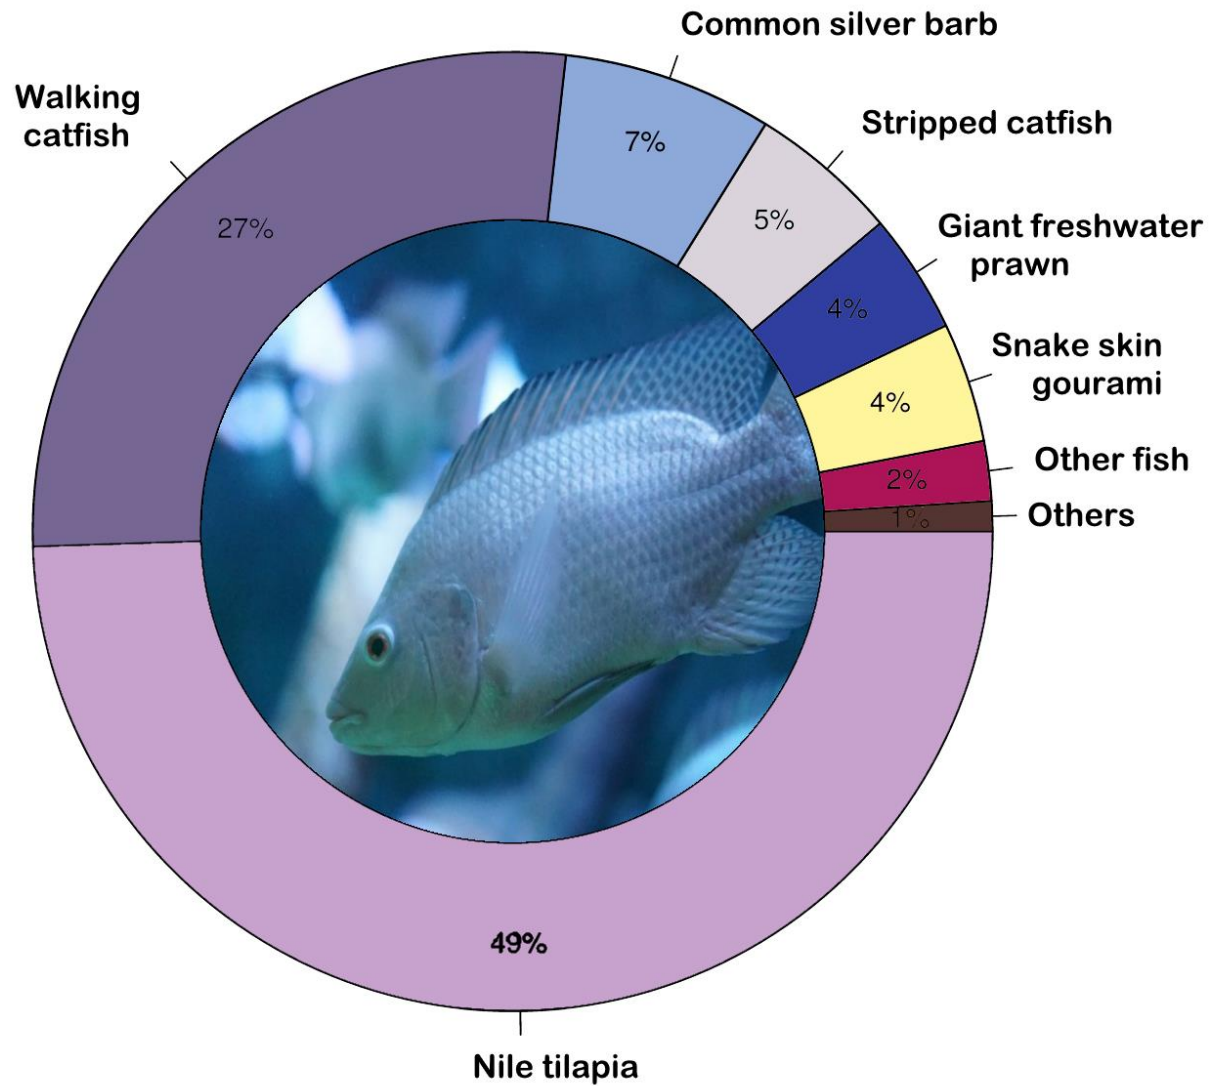 Common silver barb
Walking
catfish
7%
Stripped catfish
27%
5%
Giant freshwater
prawn
4%
Snake skin
gourami
4%
Other fish
2%
Others
1%
49%
Nile tilapia